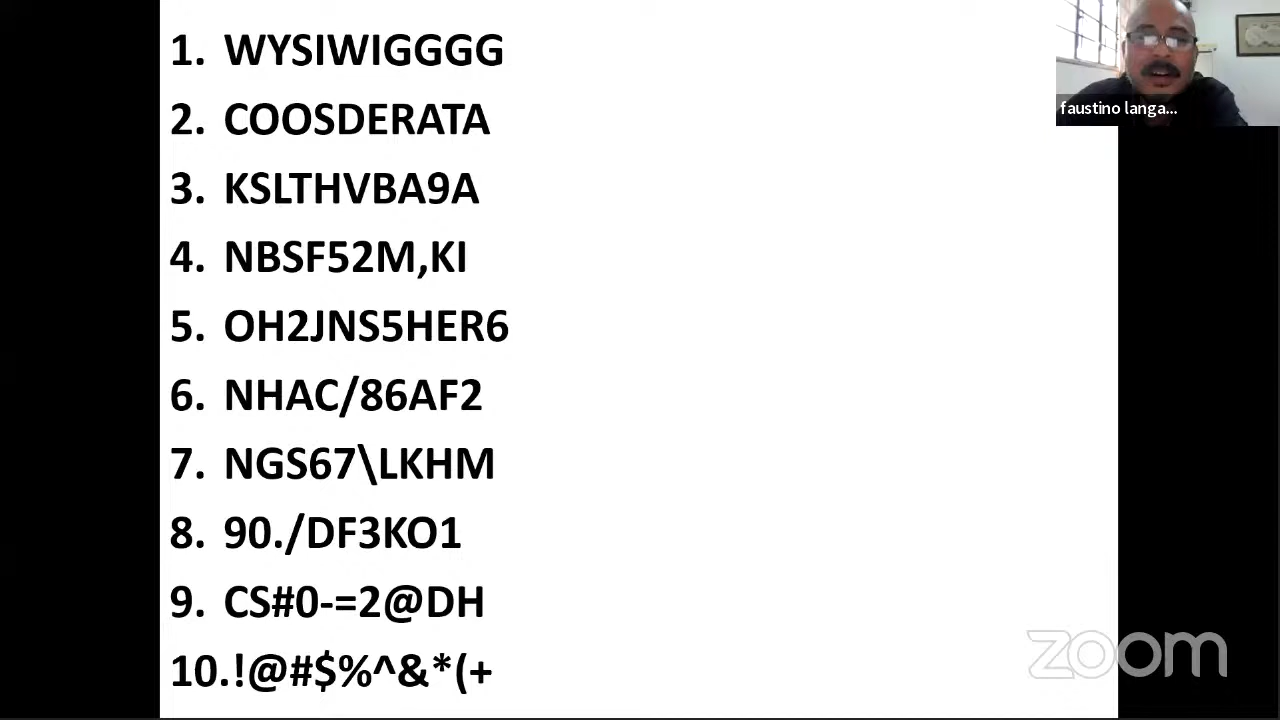 1. WYSIWIGGGG
2. COOSDERATA
3. KSLTHVBA9A
4. NBSF52M,KI
5. OH2JNS5HER6
6. NHAC/86AF2
7. NGS67\LKHM
8. 90./DF3KO1
9. CS#0-=2@DH
10.!@#$%^&*(+
faustino langa...
zoom